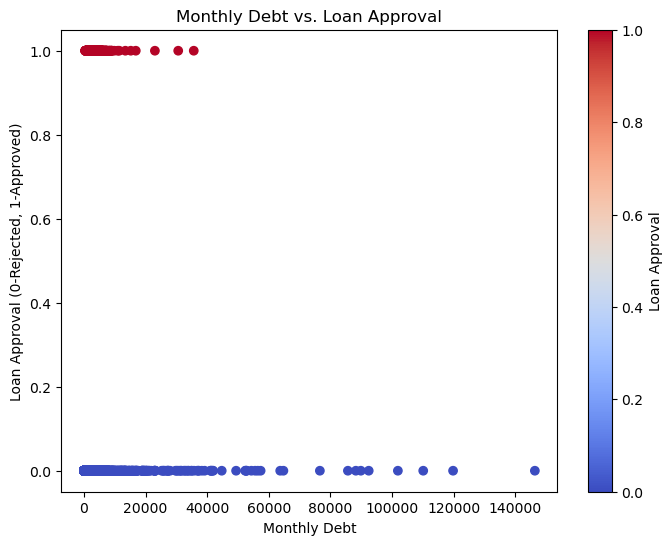 Monthly Debt vs. Loan Approval
Loan Approval (0-Rejected, 1-Approved)
1.0
0.8
0.6
0.4
0.2
0.0
0 20000 40000 60000 80000 100000 120000 140000
Monthly Debt
1.0
0.8
0.6
0.4
0.2
0.0
Loan Approval